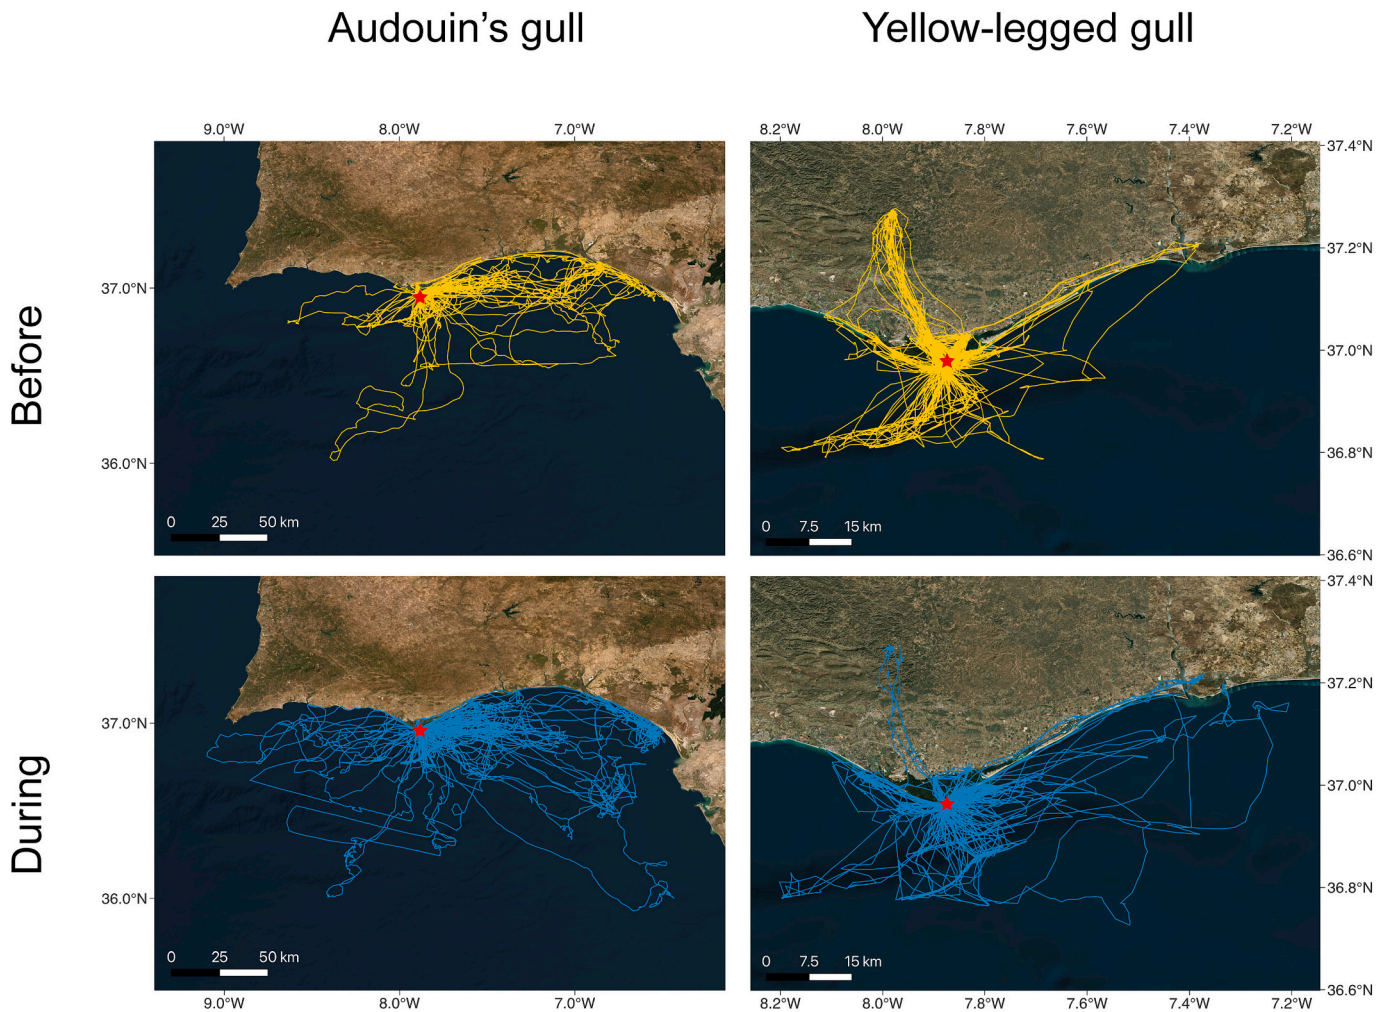 Audouin's gull
Yellow-legged gull
9.0°W 8.0°W 7.0°W
8.2°W 8.0°W 7.8°W 7.6°W 7.4°W 7.2°W
37.4°N
37.2°N
37.0°N
37.0°N
36.8°N
36.0°N
36.6°N
Before
0 25 50 km
0 7.5 15 km
37.4°N
37.2°N
37.0°N
37.0°N
36.8°N
36.0°N
36.6°N
During
0 25 50 km
0 7.5 15 km
9.0°W 8.0°W 7.0°W
8.2°W 8.0°W 7.8°W 7.6°W 7.4°W 7.2°W